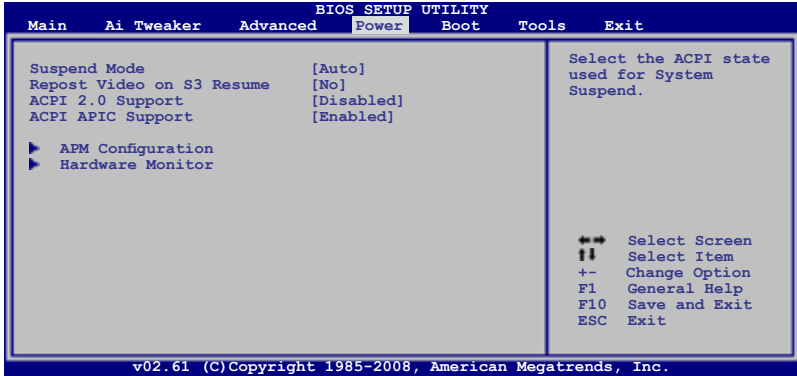 BIOS SETUP UTILITY
Main Ai Tweaker Advanced Power Boot Tools Exit
Suspend Mode [Auto]
Repost Video on S3 Resume [No]
ACPI 2.0 Support [Disabled]
ACPI APIC Support [Enabled]
APM Configuration
Hardware Monitor
Select the ACPI state
used for System
Suspend.
Select Screen
Select Item
+- Change Option
F1 General Help
F10 Save and Exit
ESC Exit
v02.61 (C)Copyright 1985-2008, American Megatrends, Inc.